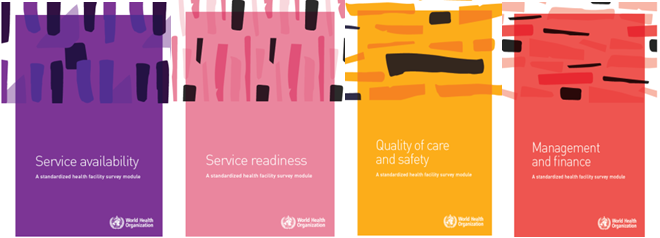 Service availability
A standardized health facility survey module
World Health
Organization
Service readiness
A standardized health facility survey module
World Health
Organization
Quality of care
and safety
A standardized health facility survey module
World Health
Organization
Management
and finance
A standardized health facility survey module
World Health
Organization